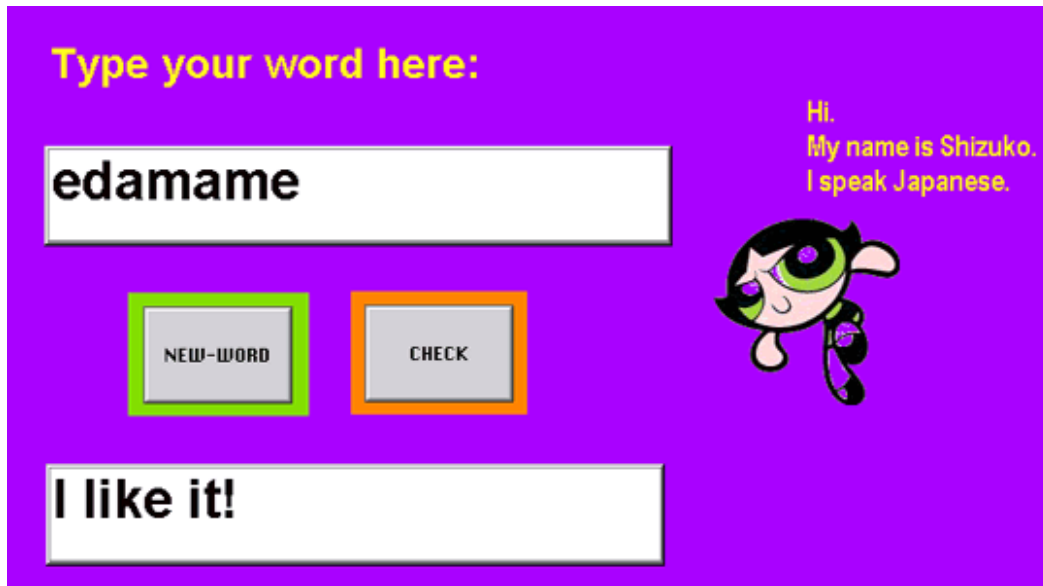 Type your word here:
Hi.
My name is Shizuko.
I speak Japanese.
edamame
NEW-WORD
CHECK
I like it!